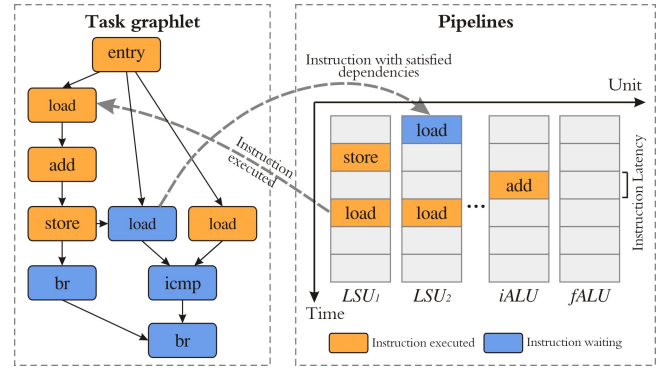 Task graphlet
entry
load
add
store
load
load
br
icmp
br
Pipelines
Instruction with satisfied
dependencies
Instruction
executed
Unit
load
store
add
load
load
...
Instruction Latency
LSU1
LSU2
iALU
fALU
Time
Instruction executed
Instruction waiting